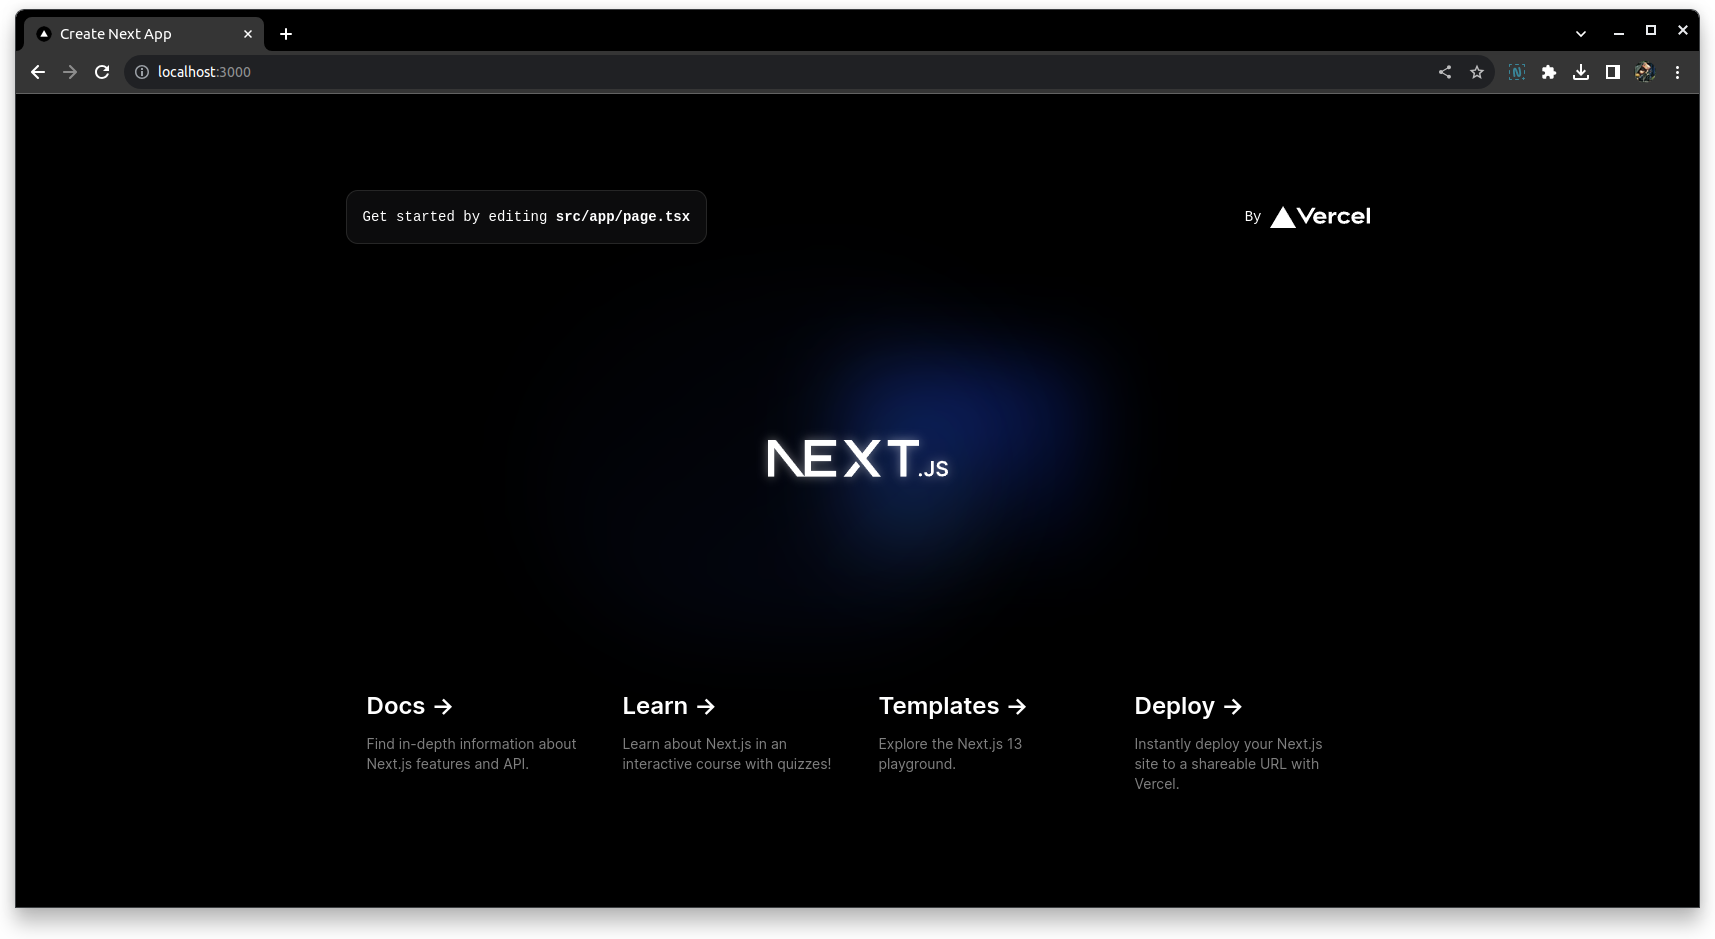 Create Next App
localhost:3000
Get started by editing src/app/page.tsx
By Vercel
NEXT.JS
Docs ->
Find in-depth information about
Next.js features and API.
Learn ->
Learn about Next.js in an
interactive course with quizzes!
Templates ->
Explore the Next.js 13
playground.
Deploy ->
Instantly deploy your Next.js
site to a shareable URL with
Vercel.